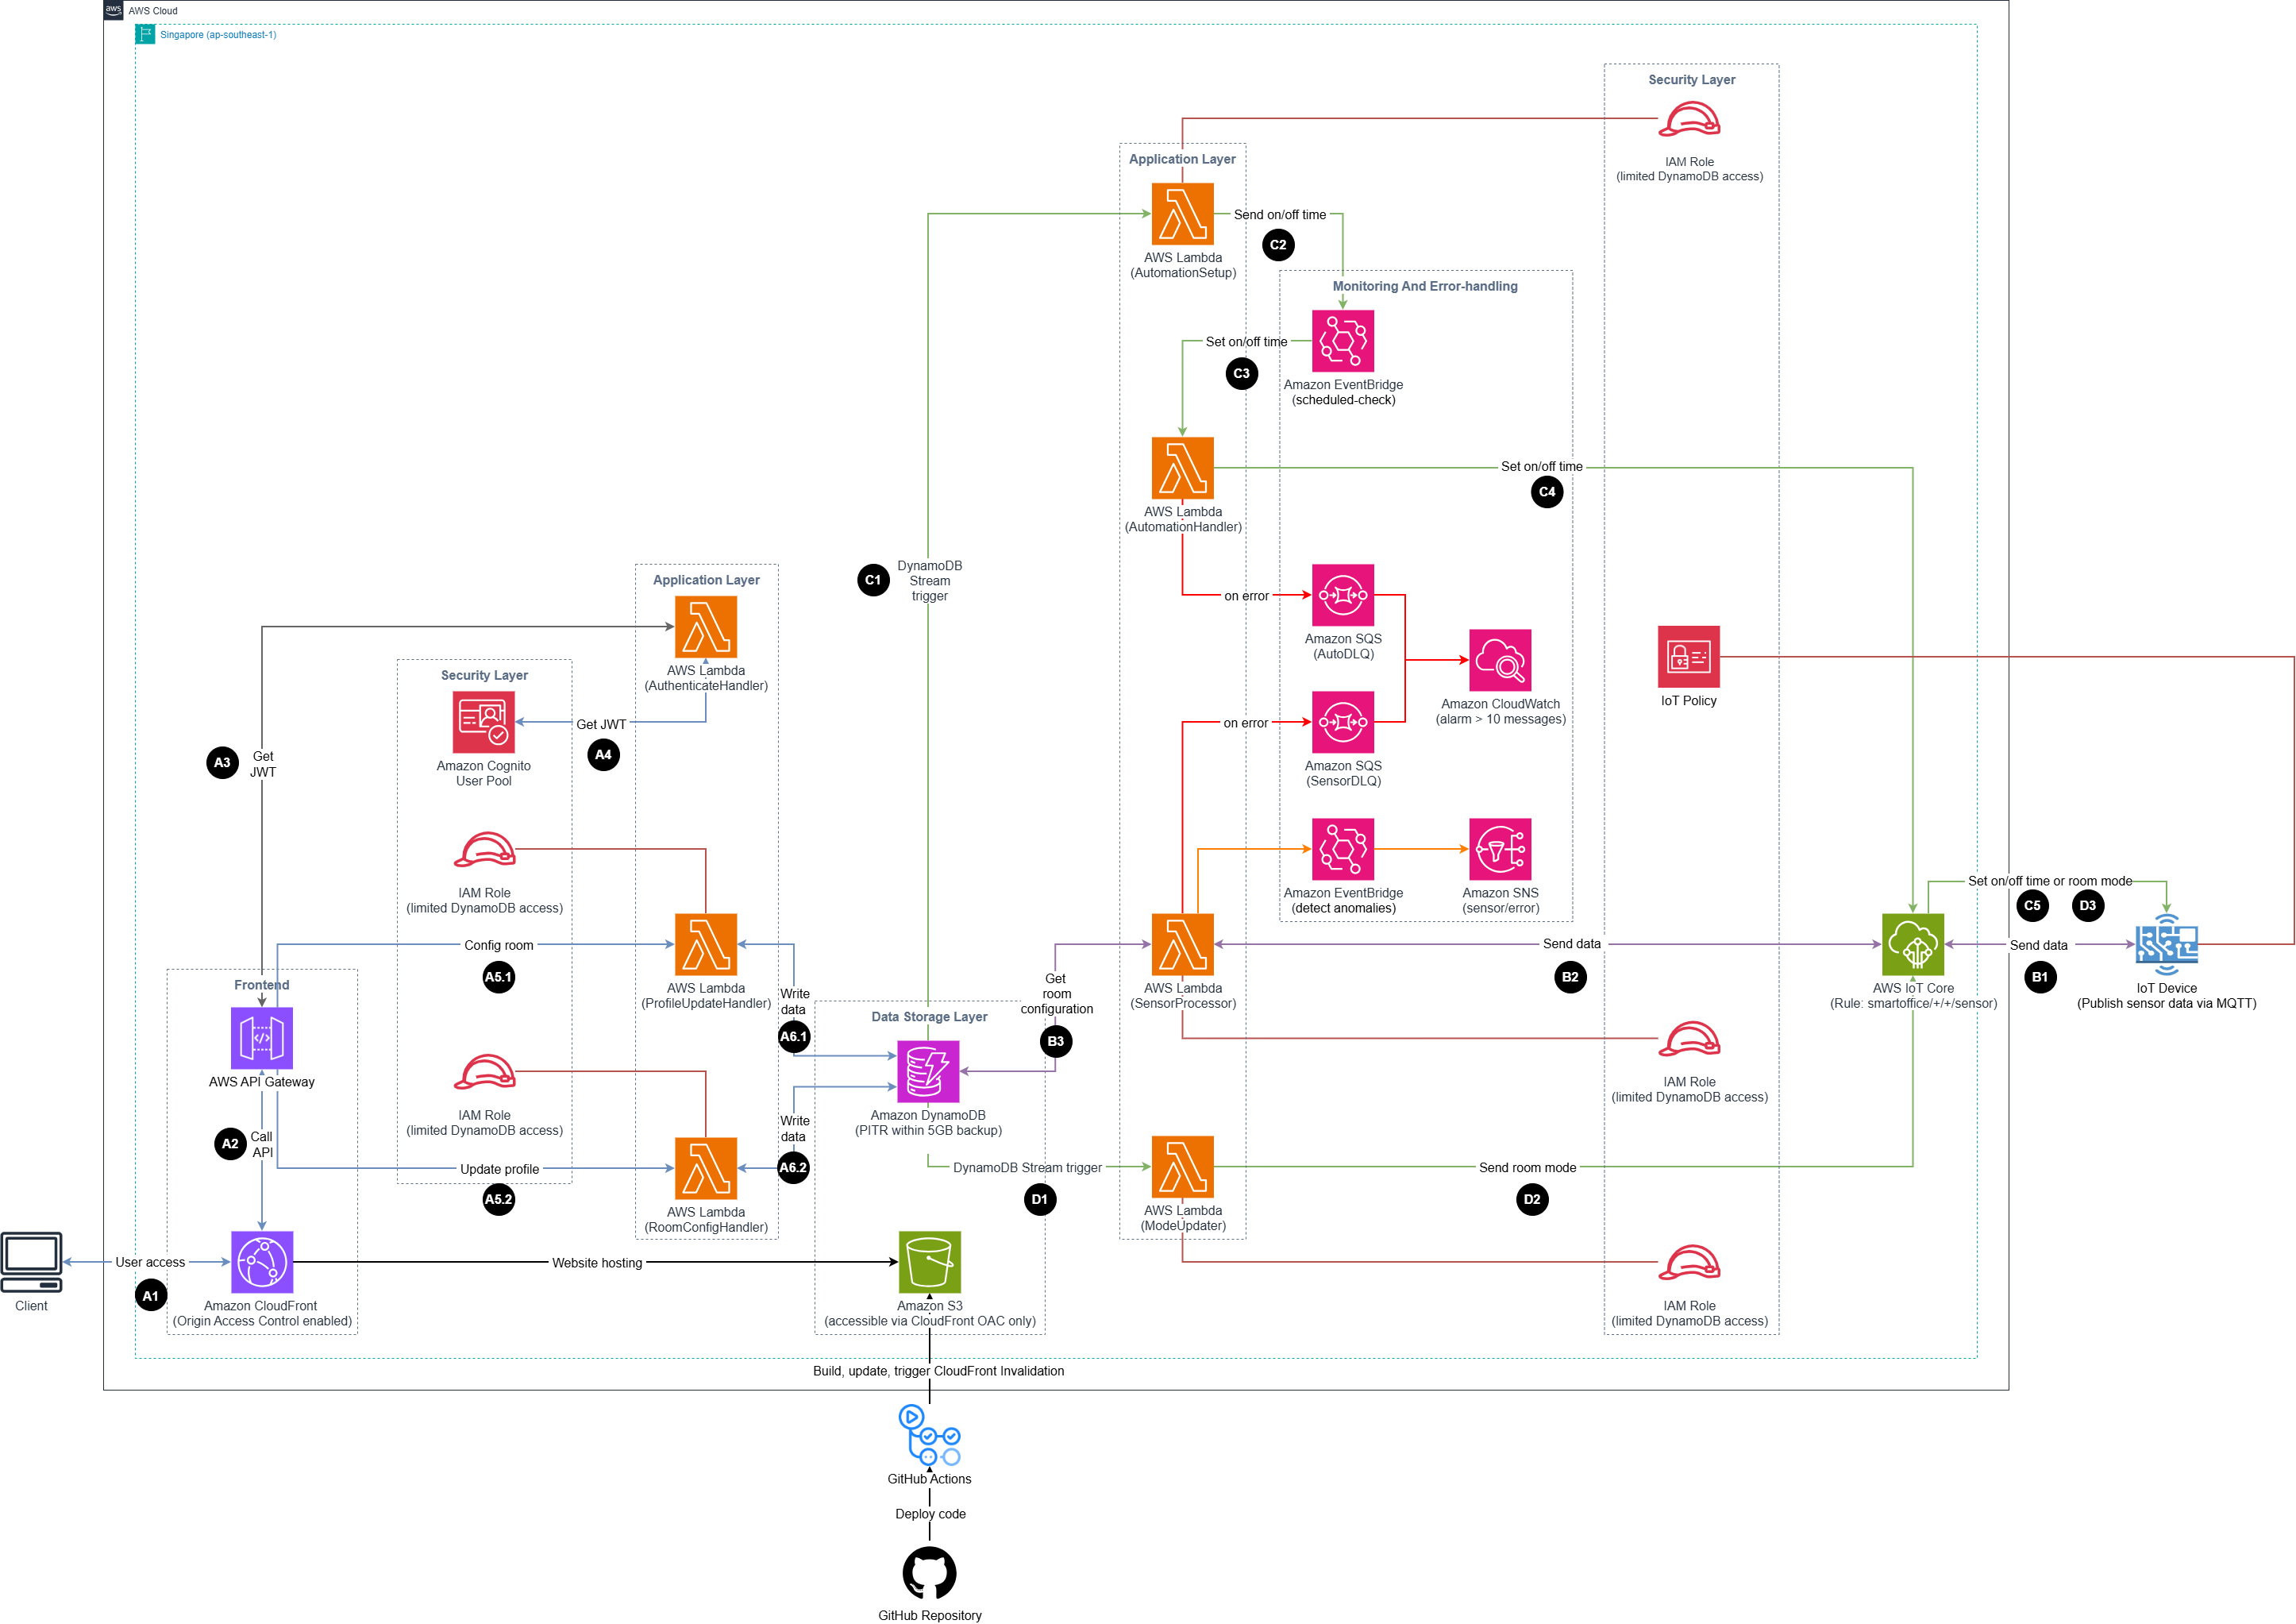 aws
AWS Cloud
Singapore (ap-southeast-1)
Security Layer
IAM Role
(limited DynamoDB access)
Application Layer
AWS Lambda
(AutomationSetup)
Send on/off time
C2
Monitoring And Error-handling
Amazon EventBridge
(scheduled-check)
Set on/off time
C3
AWS Lambda
(AutomationHandler)
Set on/off time
C4
DynamoDB
Stream
trigger
C1
on error
Amazon SQS
(AutoDLQ)
on error
Amazon SQS
(SensorDLQ)
Amazon CloudWatch
(alarm > 10 messages)
IoT Policy
Application Layer
AWS Lambda
(AuthenticateHandler)
Security Layer
Get JWT
A4
Amazon Cognito
User Pool
A3
Get
JWT
IAM Role
(limited DynamoDB access)
Amazon EventBridge
(detect anomalies)
Amazon SNS
(sensor/error)
Set on/off time or room mode
C5
D3
Config room
A5.1
AWS Lambda
(ProfileUpdateHandler)
Write
data
A6.1
Get
room
configuration
B3
AWS Lambda
(SensorProcessor)
Send data
B2
AWS IoT Core
(Rule: smartoffice/+/+/sensor)
Send data
B1
IoT Device
(Publish sensor data via MQTT)
Frontend
AWS API Gateway
Data Storage Layer
Amazon DynamoDB
(PITR within 5GB backup)
IAM Role
(limited DynamoDB access)
IAM Role
(limited DynamoDB access)
A2
Call
API
Update profile
A5.2
Write
data
A6.2
AWS Lambda
(RoomConfigHandler)
DynamoDB Stream trigger
D1
AWS Lambda
(ModeUpdater)
Send room mode
D2
IAM Role
(limited DynamoDB access)
Client
User access
A1
Amazon CloudFront
(Origin Access Control enabled)
Website hosting
Amazon S3
(accessible via CloudFront OAC only)
Build, update, trigger CloudFront Invalidation
GitHub Actions
Deploy code
GitHub Repository